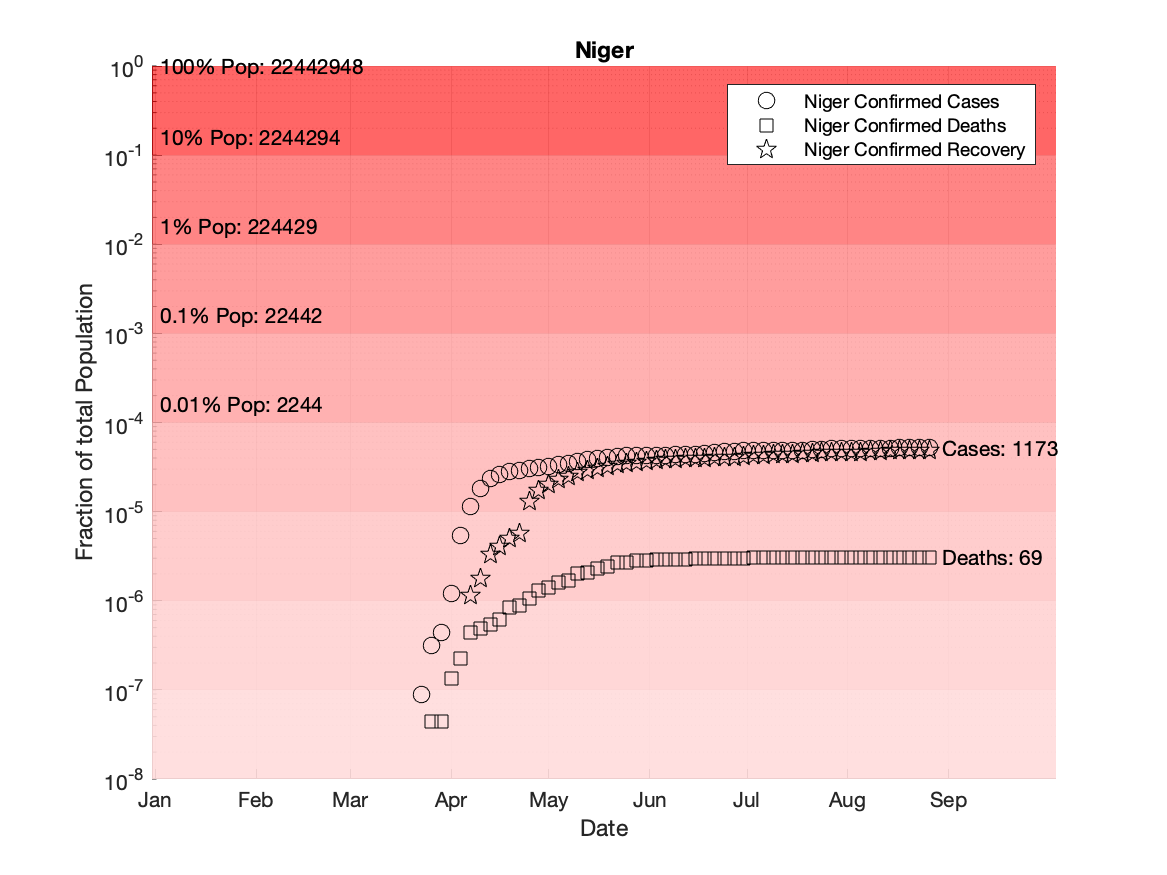 Niger
10^0
100% Pop: 22442948
Niger Confirmed Cases
Niger Confirmed Deaths
Niger Confirmed Recovery
10% Pop: 2244294
10^-1
1% Pop: 224429
10^-2
0.1% Pop: 22442
10^-3
0.01% Pop: 2244
10^-4
Cases: 1173
10^-5
Deaths: 69
10^-6
10^-7
10^-8
Fraction of total Population
Jan Feb Mar Apr May Jun Jul Aug Sep
Date